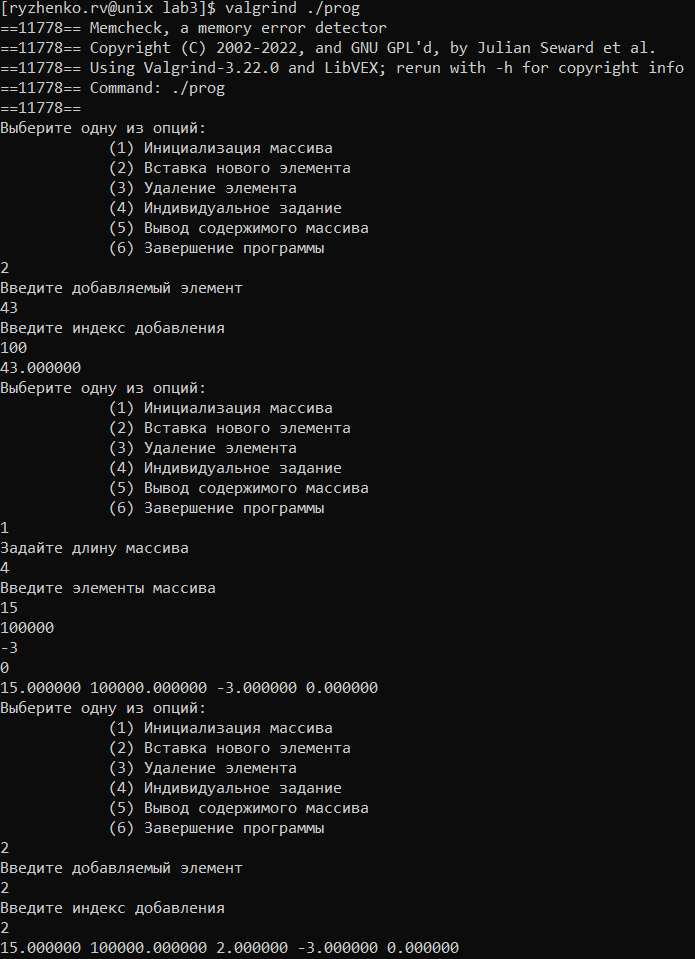 [ryzhenko.rv@unix lab3]$ valgrind ./prog
==11778== Memcheck, a memory error detector
==11778== Copyright (C) 2002-2022, and GNU GPL'd, by Julian Seward et al.
==11778== Using Valgrind-3.22.0 and LibVEX; rerun with -h for copyright info
==11778== Command: ./prog
==11778==
Выберите одну из опций:
(1) Инициализация массива
(2) Вставка нового элемента
(3) Удаление элемента
(4) Индивидуальное задание
(5) Вывод содержимого массива
(6) Завершение программы
2
Введите добавляемый элемент
43
Введите индекс добавления
100
43.000000
Выберите одну из опций:
(1) Инициализация массива
(2) Вставка нового элемента
(3) Удаление элемента
(4) Индивидуальное задание
(5) Вывод содержимого массива
(6) Завершение программы
1
Задайте длину массива
4
Введите элементы массива
15
100000
-3
0
15.000000 100000.000000 -3.000000 0.000000
Выберите одну из опций:
(1) Инициализация массива
(2) Вставка нового элемента
(3) Удаление элемента
(4) Индивидуальное задание
(5) Вывод содержимого массива
(6) Завершение программы
2
Введите добавляемый элемент
2
Введите индекс добавления
2
15.000000 100000.000000 2.000000 -3.000000 0.000000